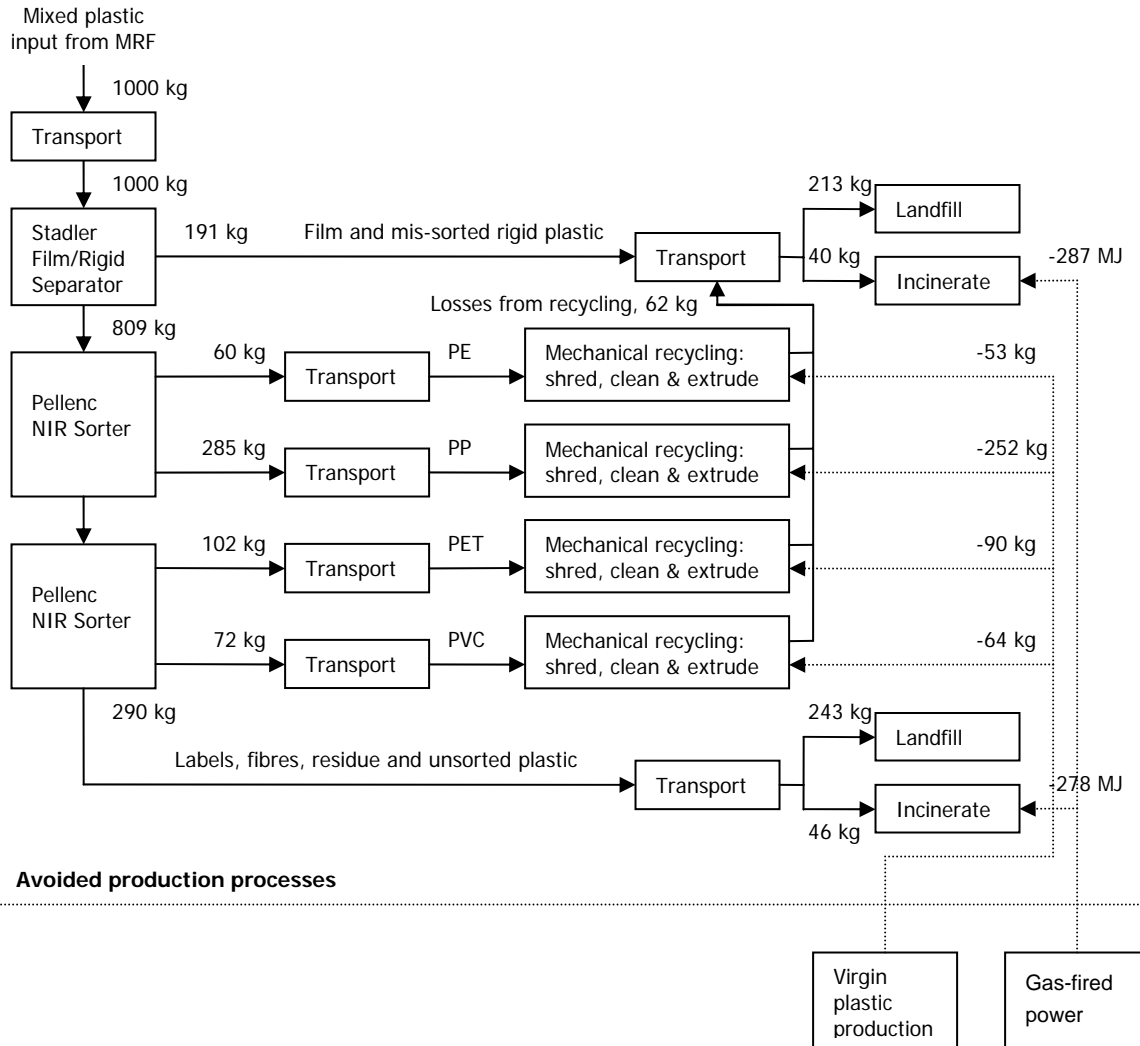 Mixed plastic
input from MRF
1000 kg
Transport
1000 kg
Stadler
Film/Rigid
Separator
191 kg
Film and mis-sorted rigid plastic
Transport
213 kg
Landfill
40 kg
Incinerate
-287 MJ
Losses from recycling, 62 kg
809 kg
Pellenc
NIR Sorter
60 kg
Transport
PE
Mechanical recycling:
shred, clean & extrude
-53 kg
285 kg
Transport
PP
Mechanical recycling:
shred, clean & extrude
-252 kg
Pellenc
NIR Sorter
102 kg
Transport
PET
Mechanical recycling:
shred, clean & extrude
-90 kg
72 kg
Transport
PVC
Mechanical recycling:
shred, clean & extrude
-64 kg
290 kg
Labels, fibres, residue and unsorted plastic
Transport
243 kg
Landfill
46 kg
Incinerate
-278 MJ
Avoided production processes
Virgin
plastic
production
Gas-fired
power